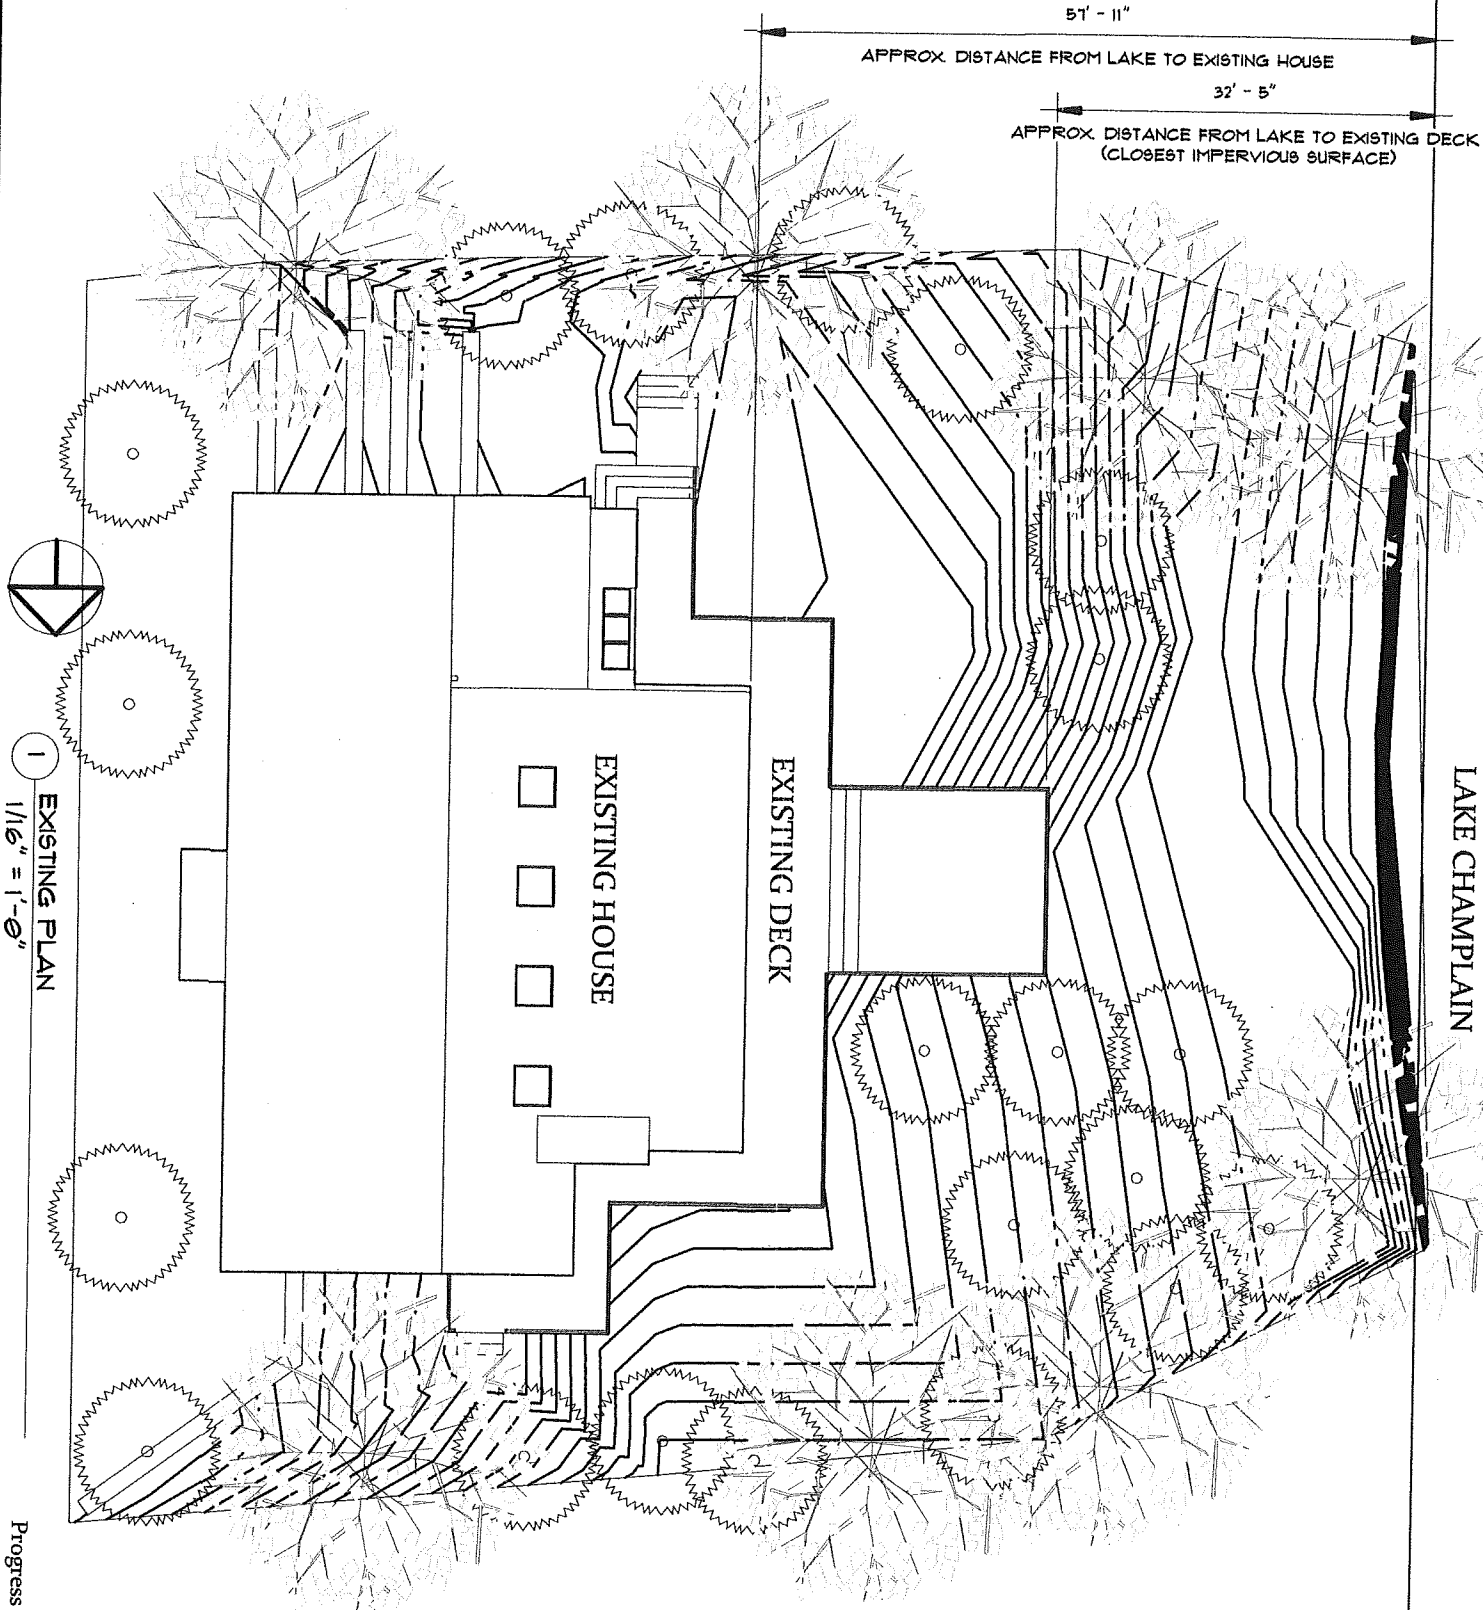 57' - 11"
APPROX. DISTANCE FROM LAKE TO EXISTING HOUSE
32' - 5"
APPROX. DISTANCE FROM LAKE TO EXISTING DECK
(CLOSEST IMPERVIOUS SURFACE)
LAKE CHAMPLAIN
EXISTING DECK
EXISTING HOUSE
1
EXISTING PLAN
1/16" = 1'-0"
Progress